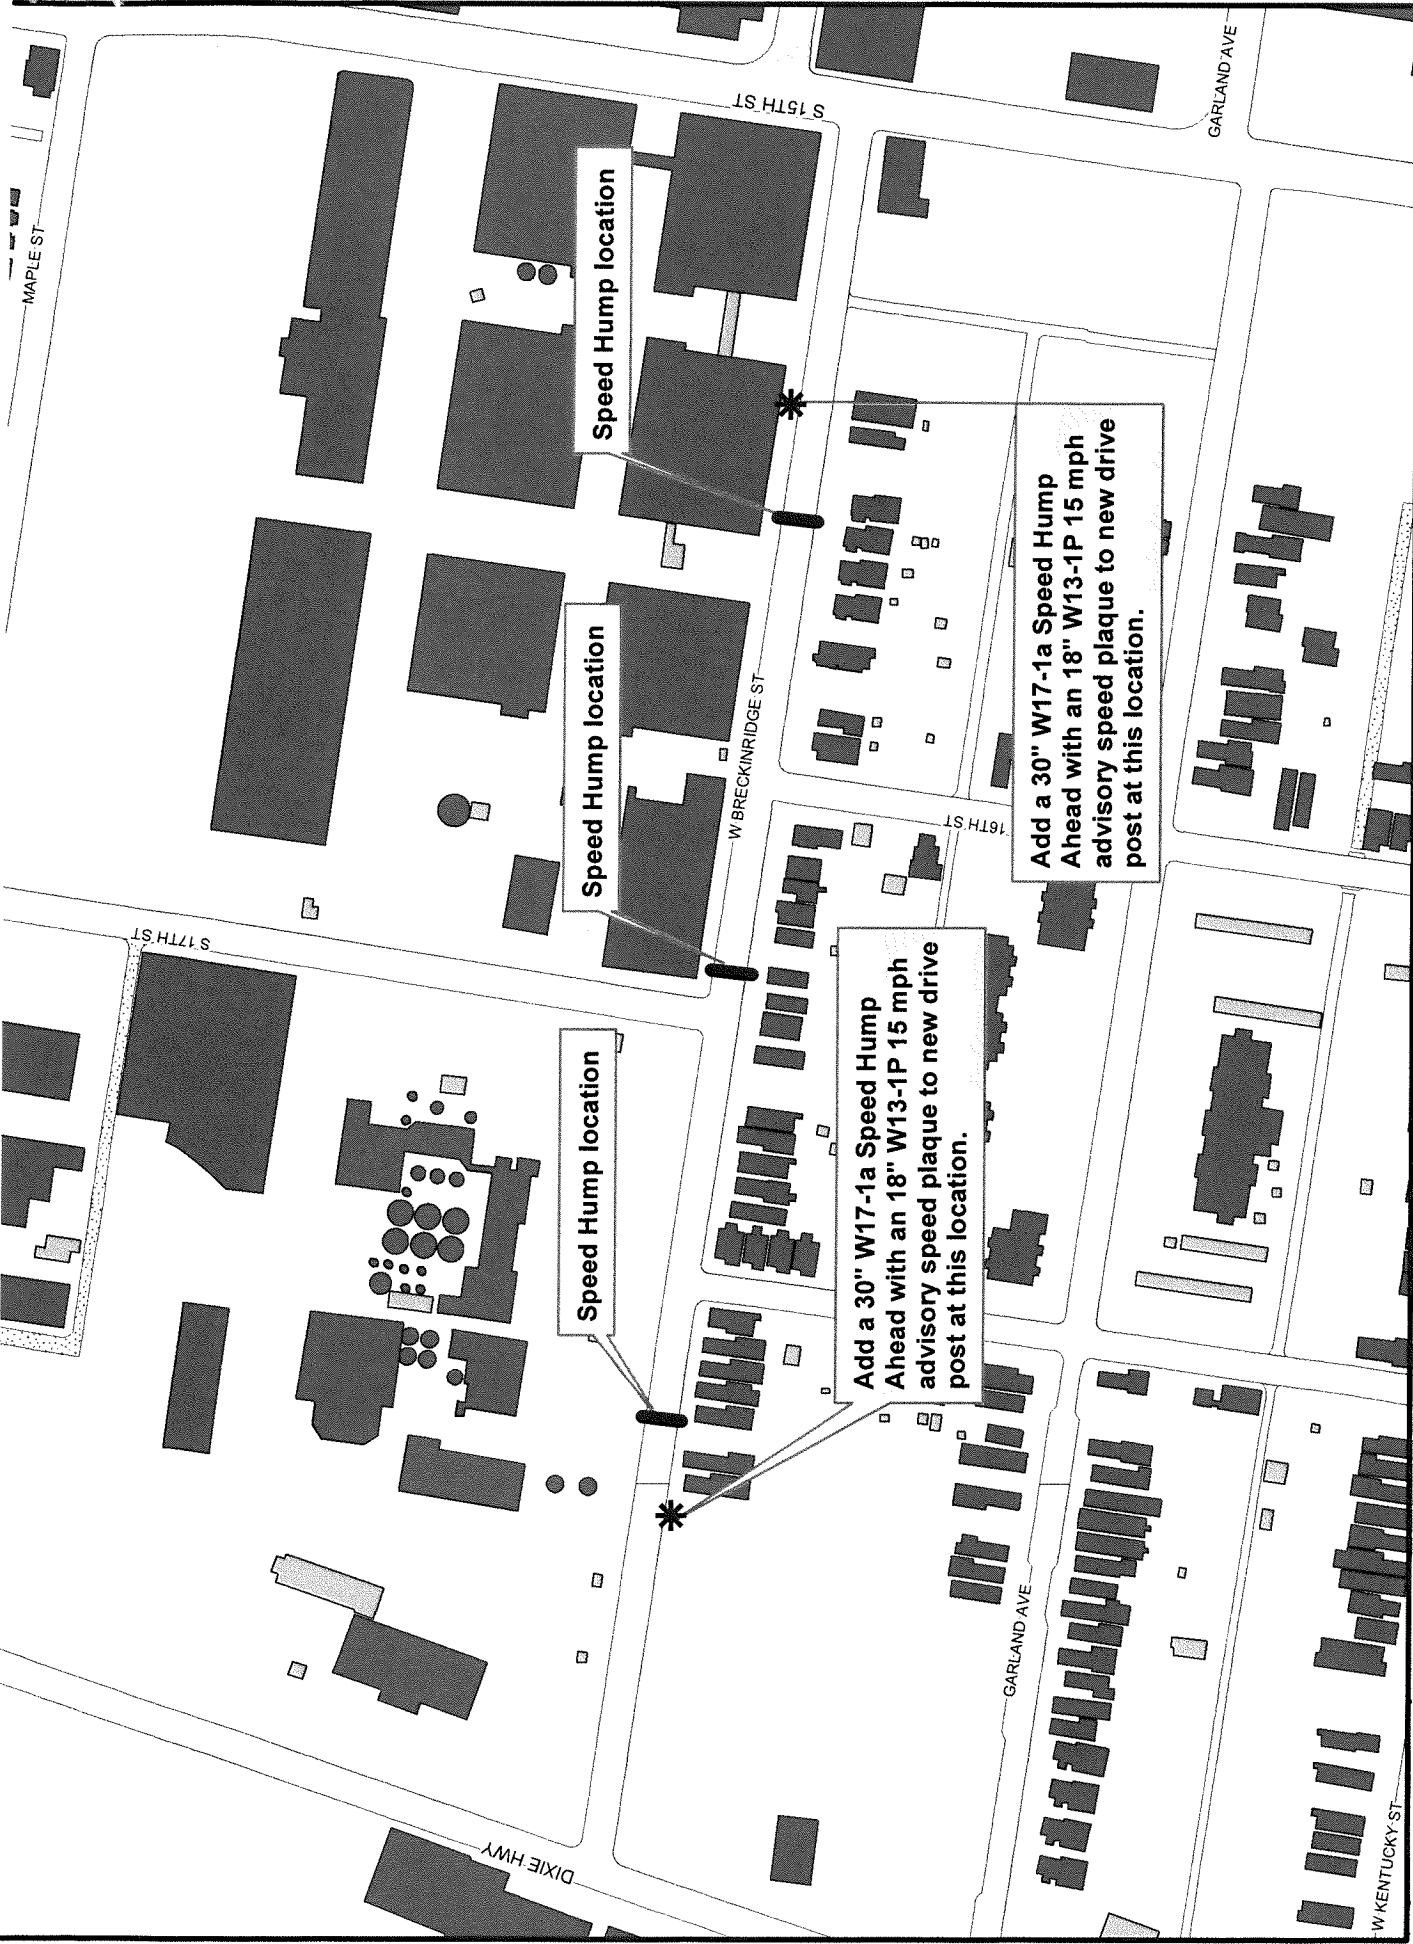 MAPLE ST
S 15TH ST
GARLAND AVE
Speed Hump location
Speed Hump location
Speed Hump location
S 17TH ST
W BRECKINRIDGE ST
16TH ST
Add a 30" W17-1a Speed Hump
Ahead with an 18" W13-1P 15 mph
advisory speed plaque to new drive
post at this location.
Add a 30" W17-1a Speed Hump
Ahead with an 18" W13-1P 15 mph
advisory speed plaque to new drive
post at this location.
DIXIE HWY
GARLAND AVE
W KENTUCKY ST